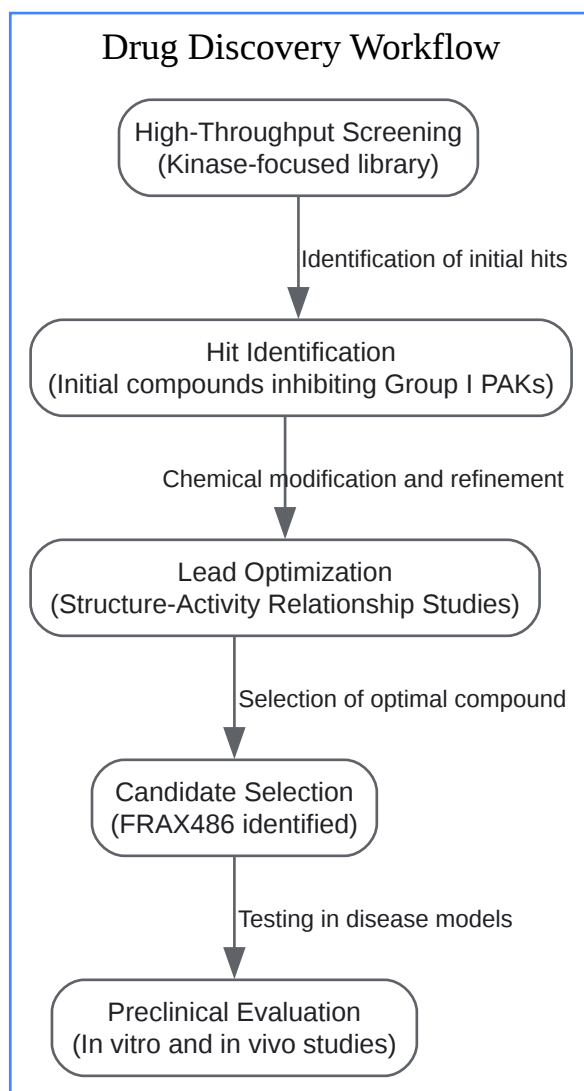 Drug Discovery Workflow
High-Throughput Screening
(Kinase-focused library)
Identification of initial hits
Hit Identification
(Initial compounds inhibiting Group I PAKs)
Chemical modification and refinement
Lead Optimization
(Structure-Activity Relationship Studies)
Selection of optimal compound
Candidate Selection
(FRAX486 identified)
Testing in disease models
Preclinical Evaluation
(In vitro and in vivo studies)